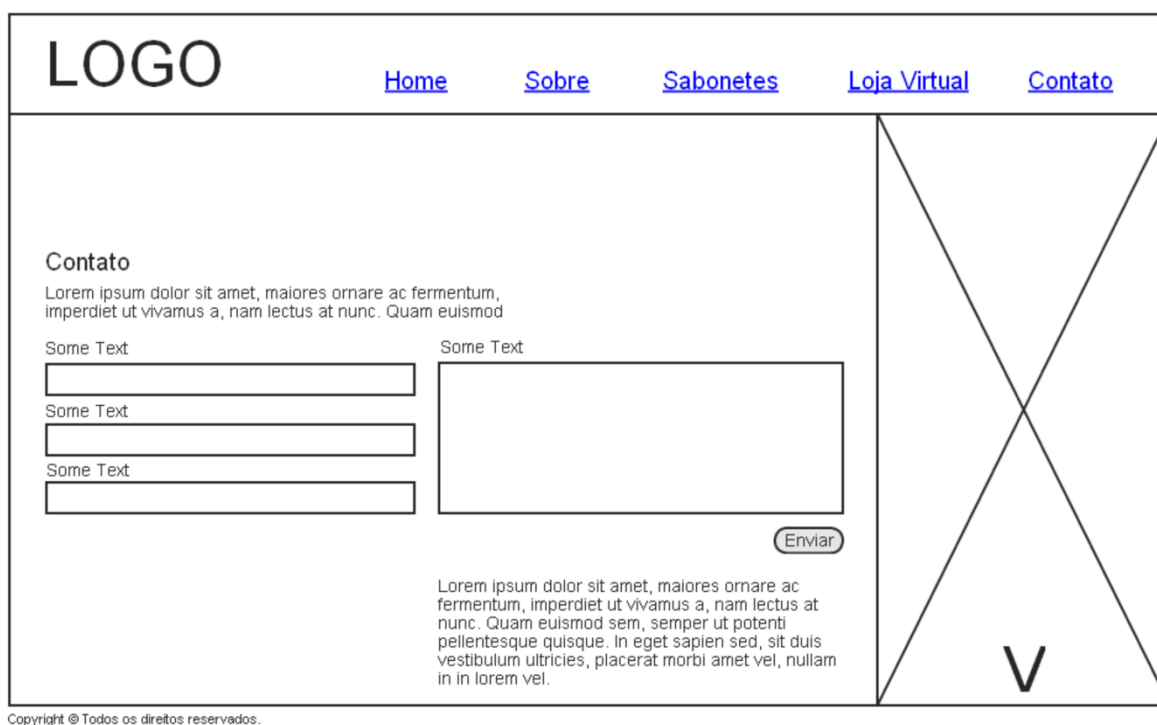 LOGO
Home Sobre Sabonetes Loja Virtual Contato
Contato
Lorem ipsum dolor sit amet, maiores ornare ac fermentum,
imperdiet ut vivamus a, nam lectus at nunc. Quam euismod
Some Text
Some Text
Some Text
Some Text
Enviar
Lorem ipsum dolor sit amet, maiores ornare ac
fermentum, imperdiet ut vivamus a, nam lectus at
nunc. Quam euismod sem, semper ut potenti
pellentesque quisque. In eget sapien sed, sit duis
vestibulum ultricies, placerat morbi amet vel, nullam
in in lorem vel.
V
Copyright © Todos os direitos reservados.